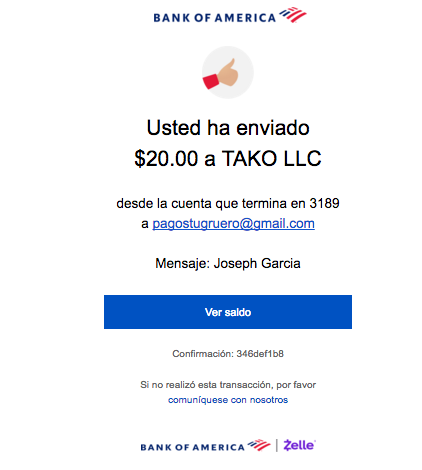 BANK OF AMERICA
Usted ha enviado
$20.00 a TAKO LLC
desde la cuenta que termina en 3189
a pagostugruero@gmail.com
Mensaje: Joseph Garcia
Ver saldo
Confirmación: 346def1b8
Si no realizó esta transacción, por favor
comuníquese con nosotros
BANK OF AMERICA | Zelle